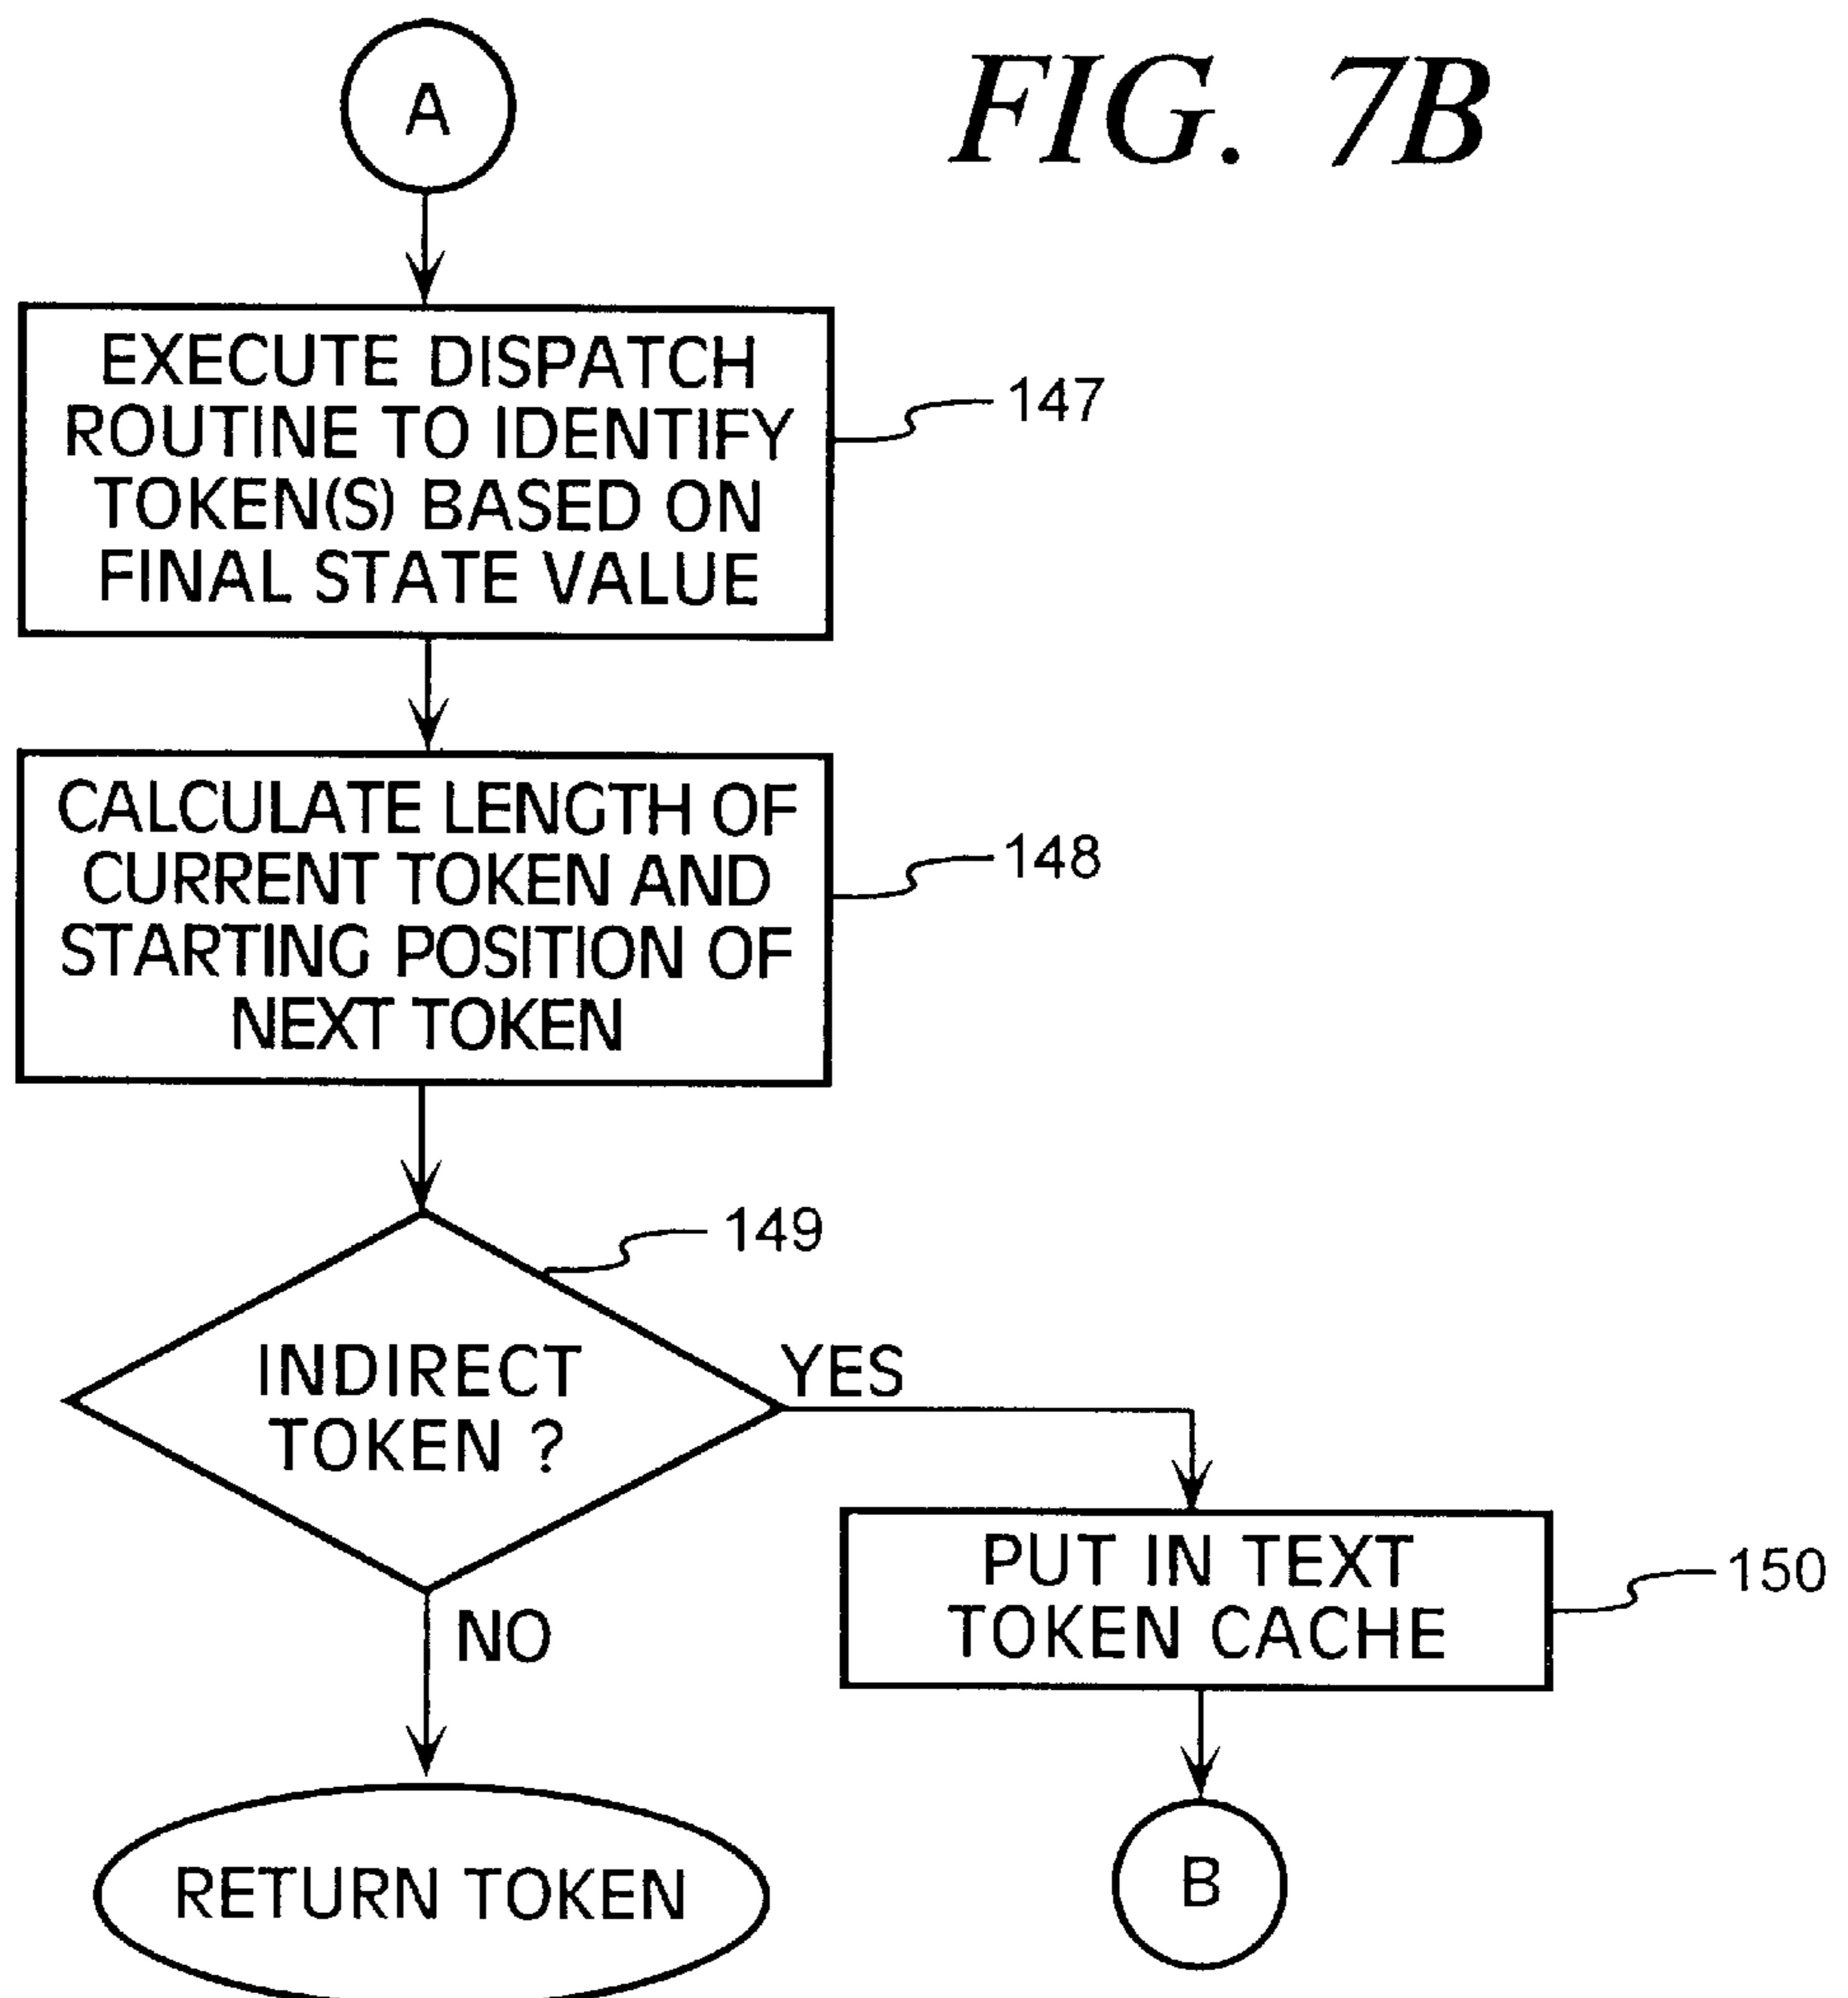 A
FIG. 7B
EXECUTE DISPATCH
ROUTINE TO IDENTIFY
TOKEN(S) BASED ON
FINAL STATE VALUE
147
CALCULATE LENGTH OF
CURRENT TOKEN AND
STARTING POSITION OF
NEXT TOKEN
148
149
INDIRECT
TOKEN ?
YES
NO
PUT IN TEXT
TOKEN CACHE
150
RETURN TOKEN
B